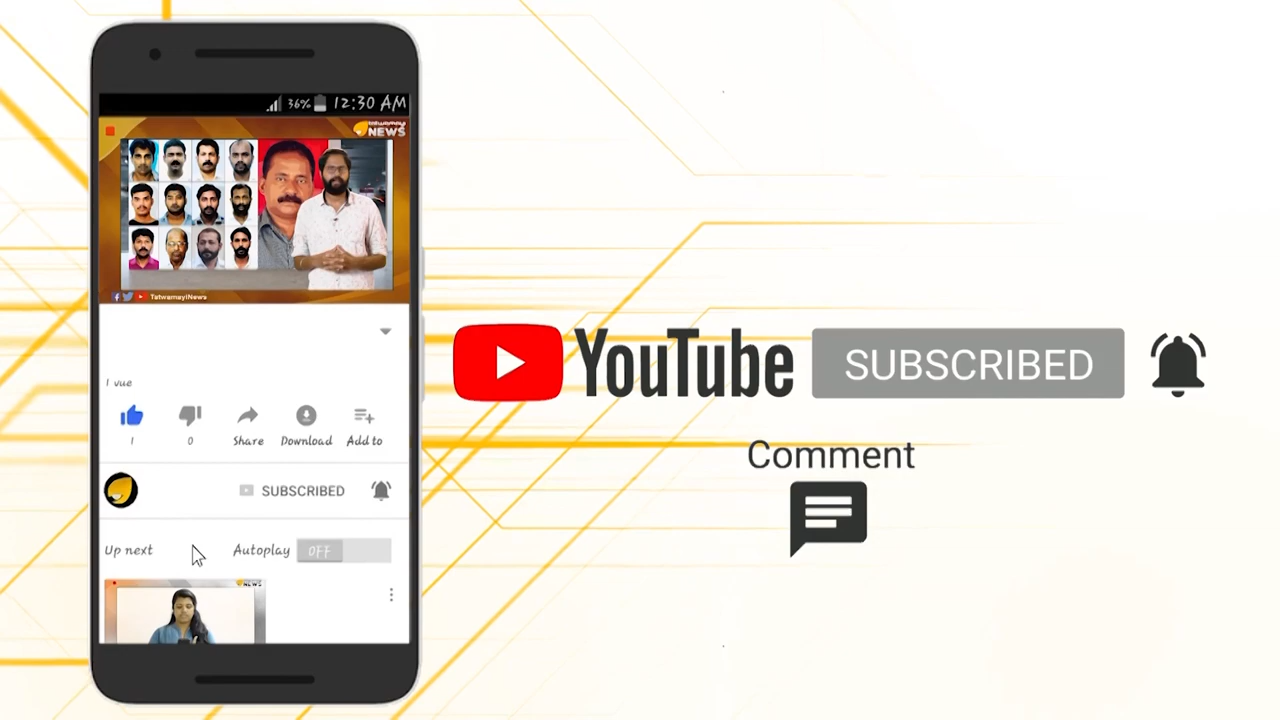 36% 12:30 AM
tatwamayi
NEWS
TatwamayiNews
1 vue
1
0
Share
Download
Add to
SUBSCRIBED
Up next
Autoplay
OFF
NEWS
YouTube
SUBSCRIBED
Comment